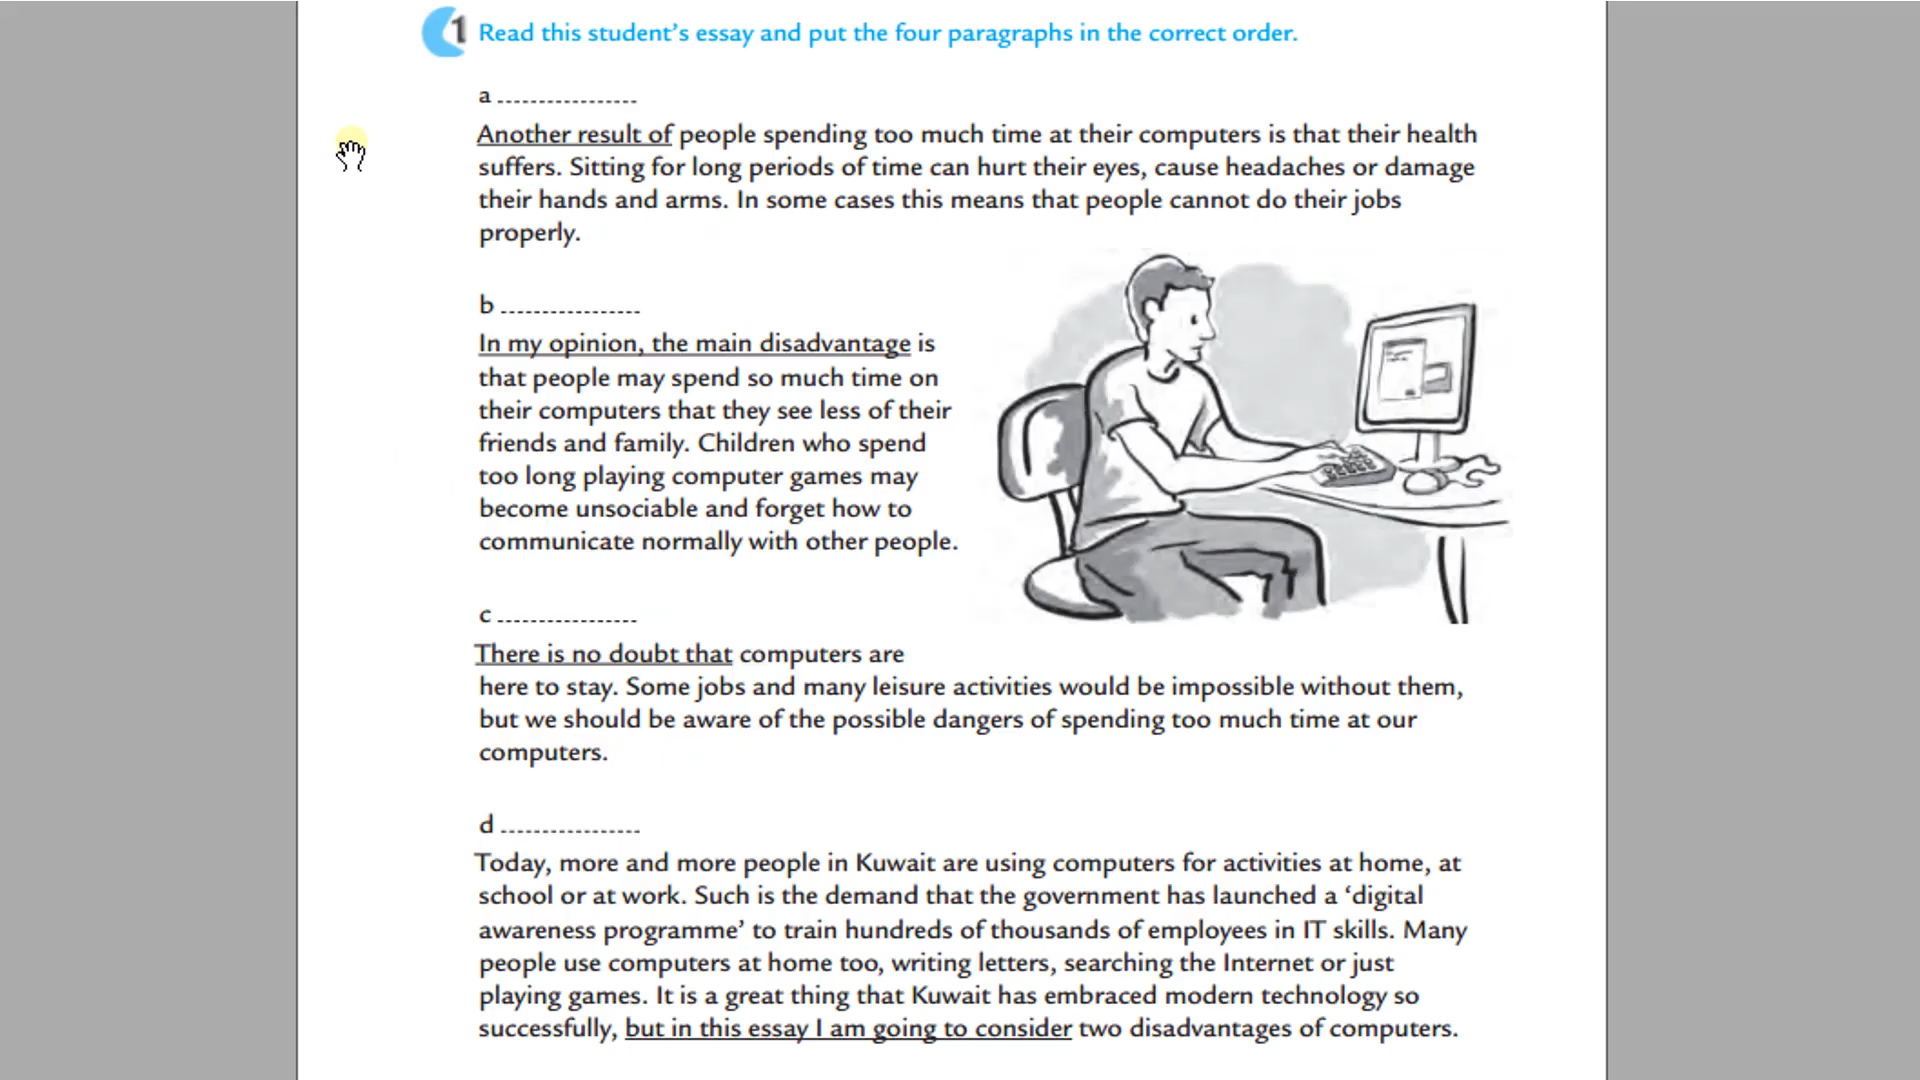 1 Read this student's essay and put the four paragraphs in the correct order.
a .................
Another result of people spending too much time at their computers is that their health
suffers. Sitting for long periods of time can hurt their eyes, cause headaches or damage
their hands and arms. In some cases this means that people cannot do their jobs
properly.
b .................
In my opinion, the main disadvantage is
that people may spend so much time on
their computers that they see less of their
friends and family. Children who spend
too long playing computer games may
become unsociable and forget how to
communicate normally with other people.
c .................
There is no doubt that computers are
here to stay. Some jobs and many leisure activities would be impossible without them,
but we should be aware of the possible dangers of spending too much time at our
computers.
d .................
Today, more and more people in Kuwait are using computers for activities at home, at
school or at work. Such is the demand that the government has launched a ‘digital
awareness programme’ to train hundreds of thousands of employees in IT skills. Many
people use computers at home too, writing letters, searching the Internet or just
playing games. It is a great thing that Kuwait has embraced modern technology so
successfully, but in this essay I am going to consider two disadvantages of computers.